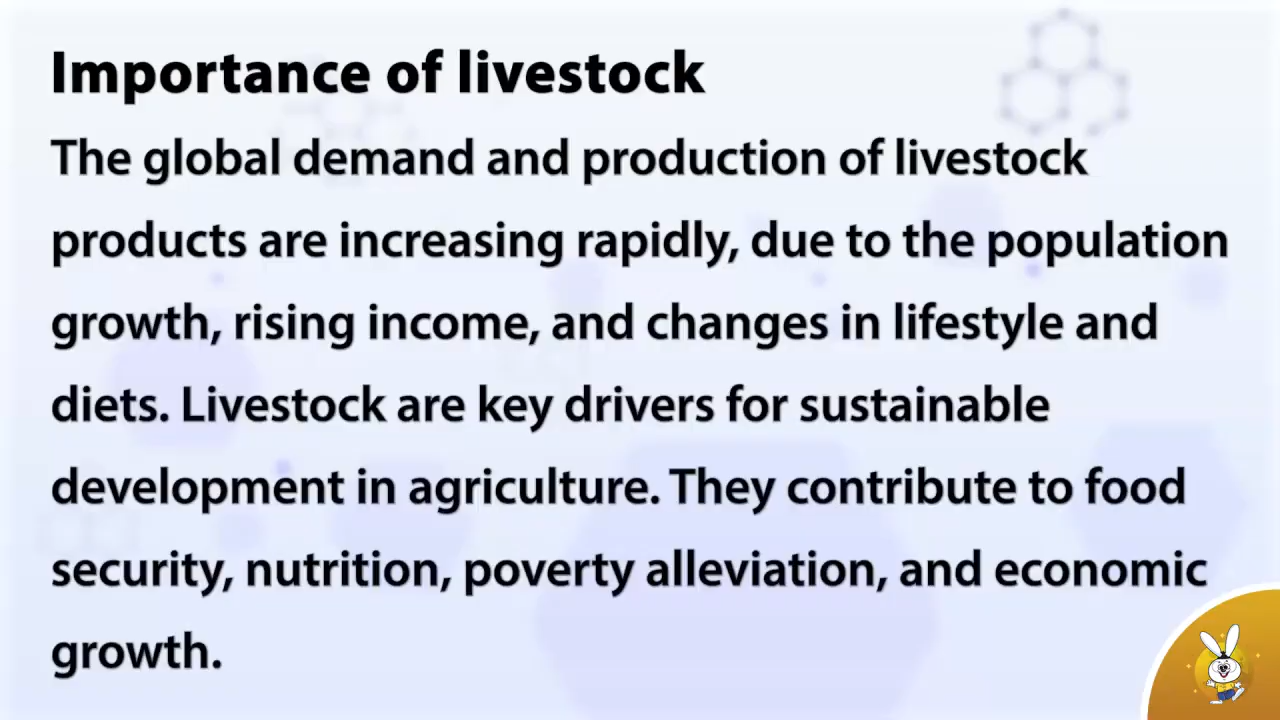 Importance of livestock
The global demand and production of livestock
products are increasing rapidly, due to the population
growth, rising income, and changes in lifestyle and
diets. Livestock are key drivers for sustainable
development in agriculture. They contribute to food
security, nutrition, poverty alleviation, and economic
growth.